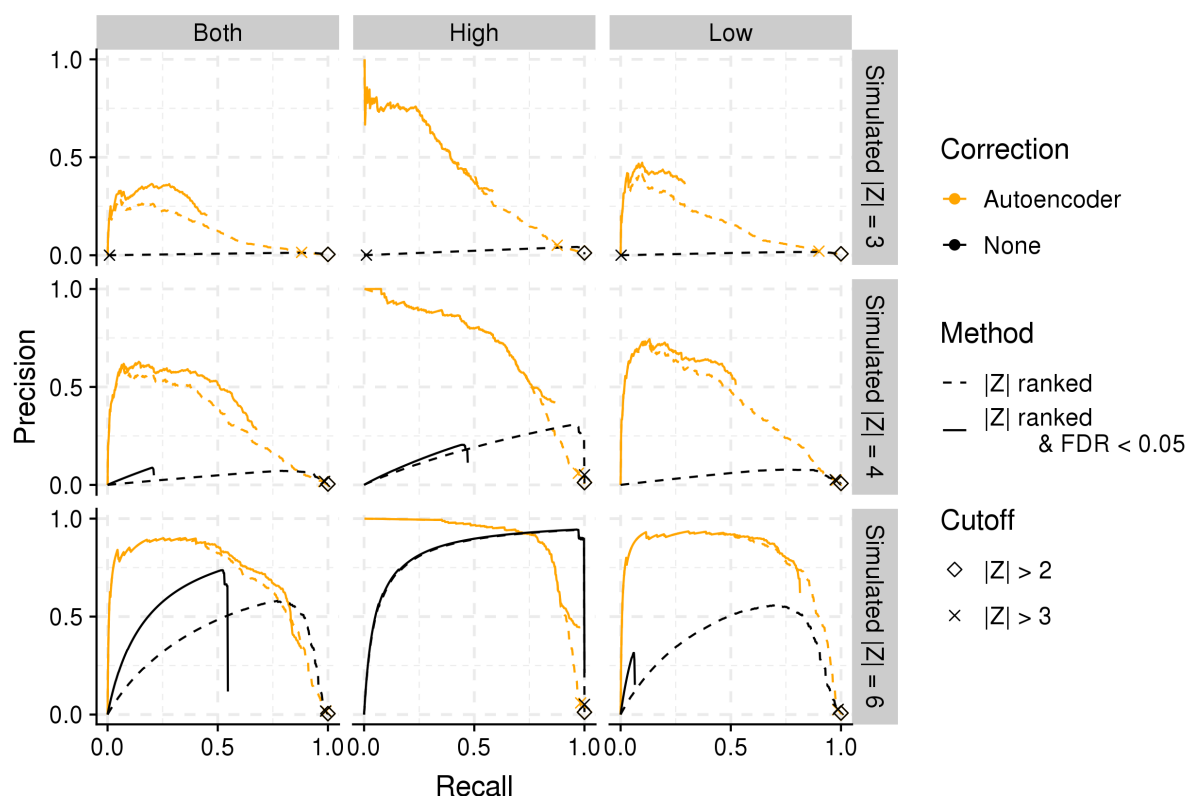 Both
High
Low
1.0
0.5
0.0
Simulated |Z| = 3
1.0
0.5
0.0
Simulated |Z| = 4
1.0
0.5
0.0
Simulated |Z| = 6
0.0
0.5
1.0
0.0
0.5
1.0
0.0
0.5
1.0
Precision
Recall
Correction
Autoencoder
None
Method
|Z| ranked
|Z| ranked
& FDR < 0.05
Cutoff
|Z| > 2
|Z| > 3